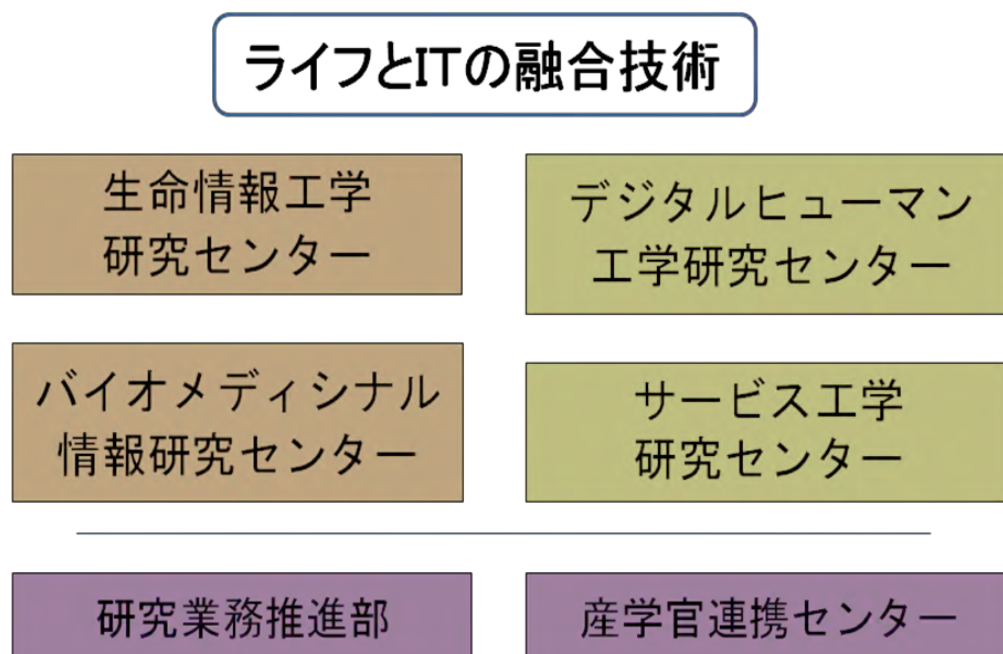 ライフとITの融合技術
生命情報工学
研究センター
デジタルヒューマン
工学研究センター
バイオメディシナル
情報研究センター
サービス工学
研究センター
研究業務推進部
産学官連携センター